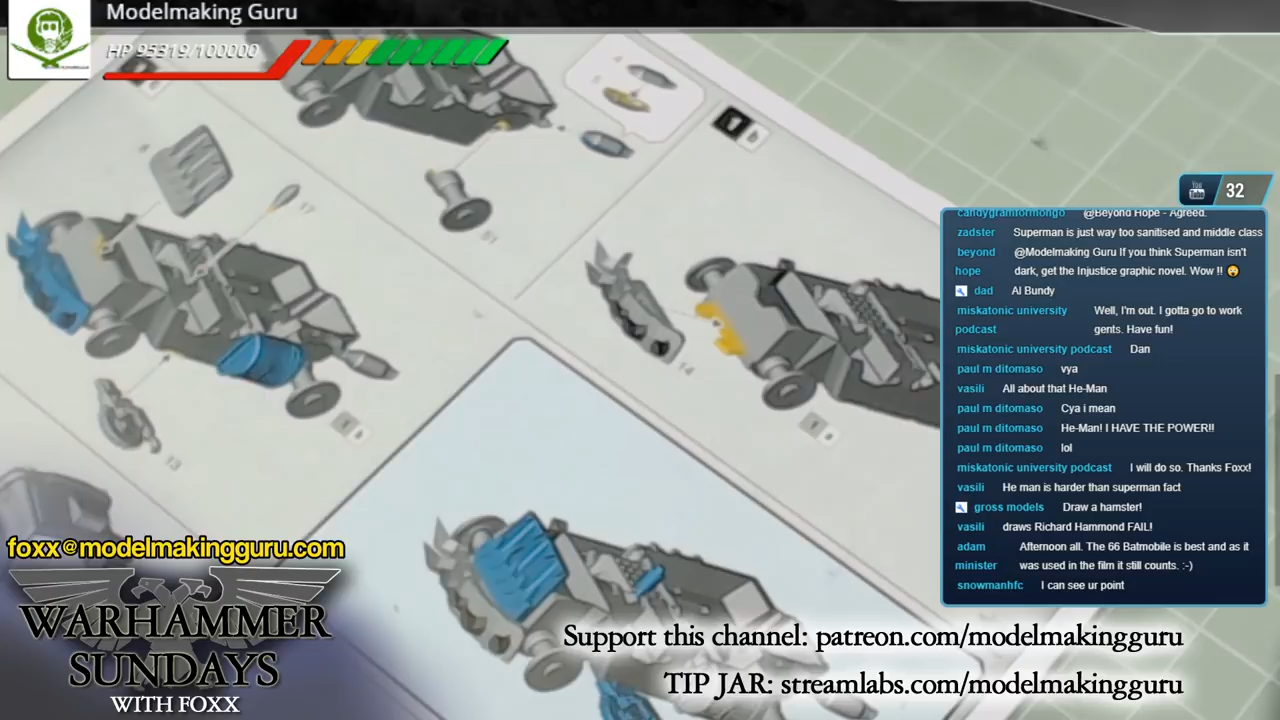 Modelmaking Guru
HP 95319/100000
You
Tube
32
candygramformongo @Beyond Hope - Agreed.
zadster Superman is just way too sanitised and middle class
beyond hope @Modelmaking Guru If you think Superman isn't
dark, get the Injustice graphic novel. Wow !! 😲
dad Al Bundy
miskatonic university podcast Well, I'm out. I gotta go to work
gents. Have fun!
miskatonic university podcast Dan
paul m ditomaso vya
vasili All about that He-Man
paul m ditomaso Cya i mean
paul m ditomaso He-Man! I HAVE THE POWER!!
paul m ditomaso lol
miskatonic university podcast I will do so. Thanks Foxx!
vasili He man is harder than superman fact
gross models Draw a hamster!
vasili draws Richard Hammond FAIL!
adam minister Afternoon all. The 66 Batmobile is best and as it
was used in the film it still counts. :-)
snowmanhfc I can see ur point
14
13
foxx@modelmakingguru.com
WARHAMMER
SUNDAYS
WITH FOXX
Support this channel: patreon.com/modelmakingguru
TIP JAR: streamlabs.com/modelmakingguru